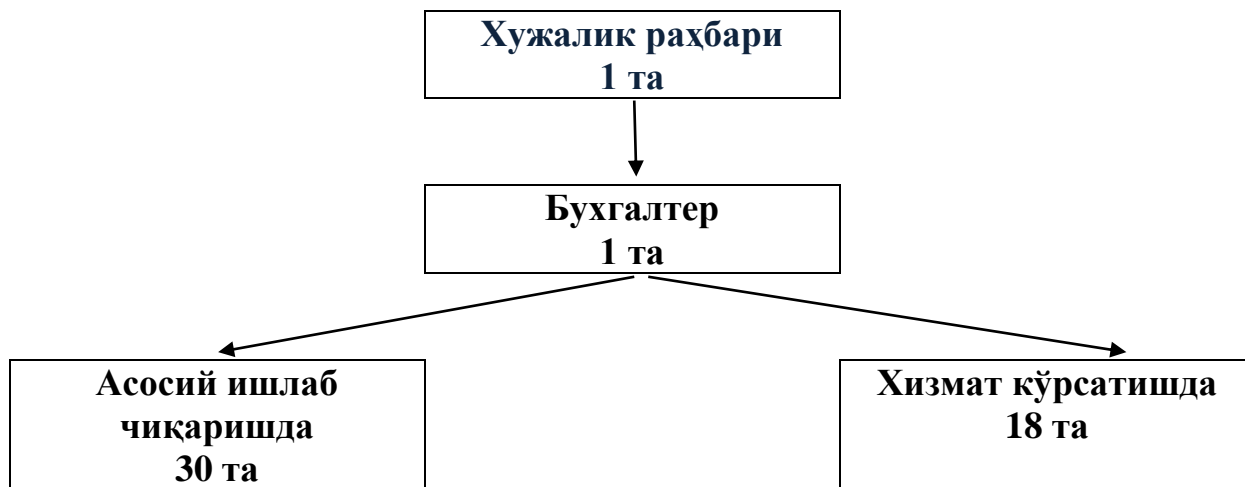 Хужалик раҳбари
1 та
Бухгалтер
1 та
Асосий ишлаб
чиқаришда
30 та
Хизмат кўрсатишда
18 та